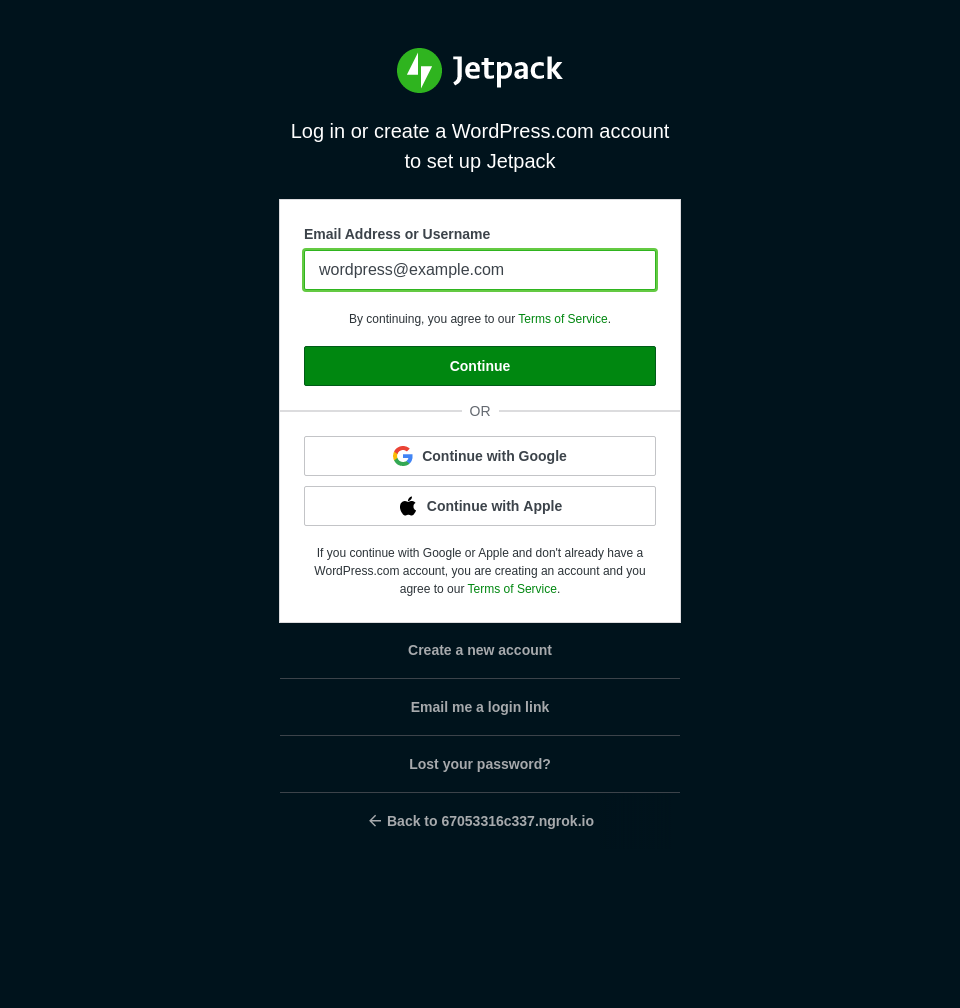 Jetpack
Log in or create a WordPress.com account
to set up Jetpack
Email Address or Username
wordpress@example.com
By continuing, you agree to our Terms of Service.
Continue
OR
Continue with Google
Continue with Apple
If you continue with Google or Apple and don't already have a
WordPress.com account, you are creating an account and you
agree to our Terms of Service.
Create a new account
Email me a login link
Lost your password?
Back to 67053316c337.ngrok.io